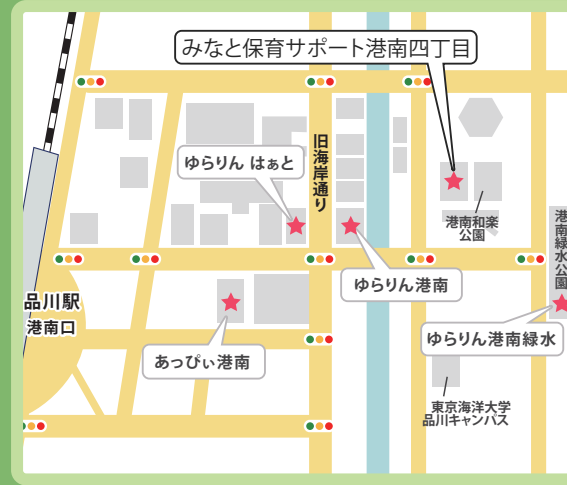 みなと保育サポート港南四丁目
旧海岸通り
ゆらりん はぁと
港南和楽
公園
港南緑水公園
ゆらりん港南
品川駅
港南口
ゆらりん港南緑水
あっぴぃ港南
東京海洋大学
品川キャンパス